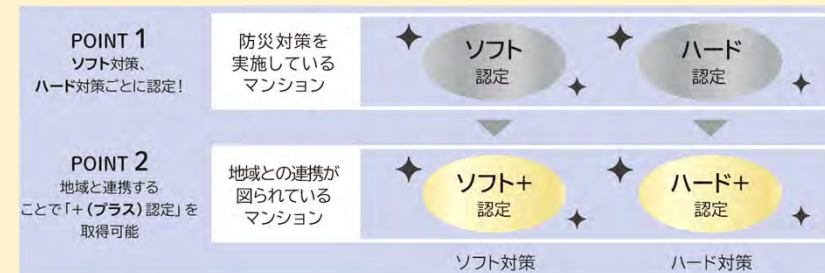 POINT 1
ソフト対策、
ハード対策ごとに認定！
防災対策を
実施している
マンション
ソフト
認定
ハード
認定
POINT 2
地域と連携する
ことで「＋（プラス）認定」を
取得可能
地域との連携が
図られている
マンション
ソフト＋
認定
ハード＋
認定
ソフト対策
ハード対策